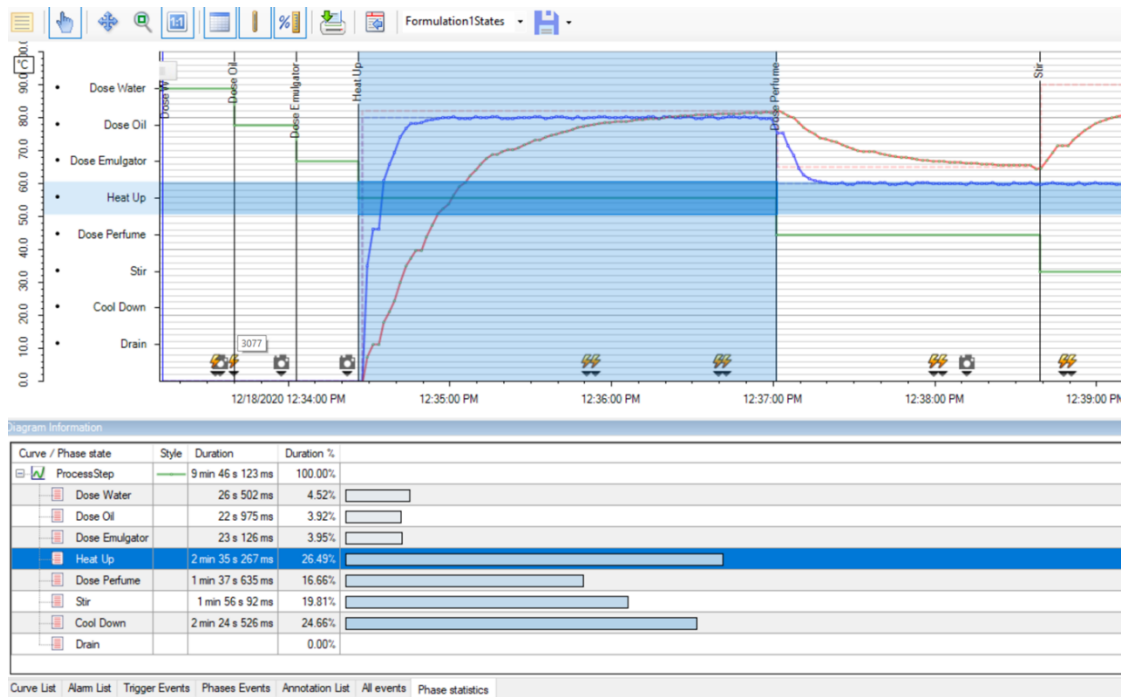 Formulation1States
°C
90.0
80.0
70.0
60.0
50.0
40.0
30.0
20.0
10.0
0.0
Dose Water
Dose Oil
Dose Emulgator
Heat Up
Dose Perfume
Stir
Cool Down
Drain
Dose W
Dose Oil
Dose Emulgator
Heat Up
Dose Perfume
Stir
3077
12/18/2020 12:34:00 PM 12:35:00 PM 12:36:00 PM 12:37:00 PM 12:38:00 PM 12:39:00 PM
Diagram Information
Curve / Phase state Style Duration Duration %
ProcessStep 9 min 46 s 123 ms 100.00%
Dose Water 26 s 502 ms 4.52%
Dose Oil 22 s 975 ms 3.92%
Dose Emulgator 23 s 126 ms 3.95%
Heat Up 2 min 35 s 267 ms 26.49%
Dose Perfume 1 min 37 s 635 ms 16.66%
Stir 1 min 56 s 92 ms 19.81%
Cool Down 2 min 24 s 526 ms 24.66%
Drain 0.00%
Curve List Alarm List Trigger Events Phases Events Annotation List All events Phase statistics